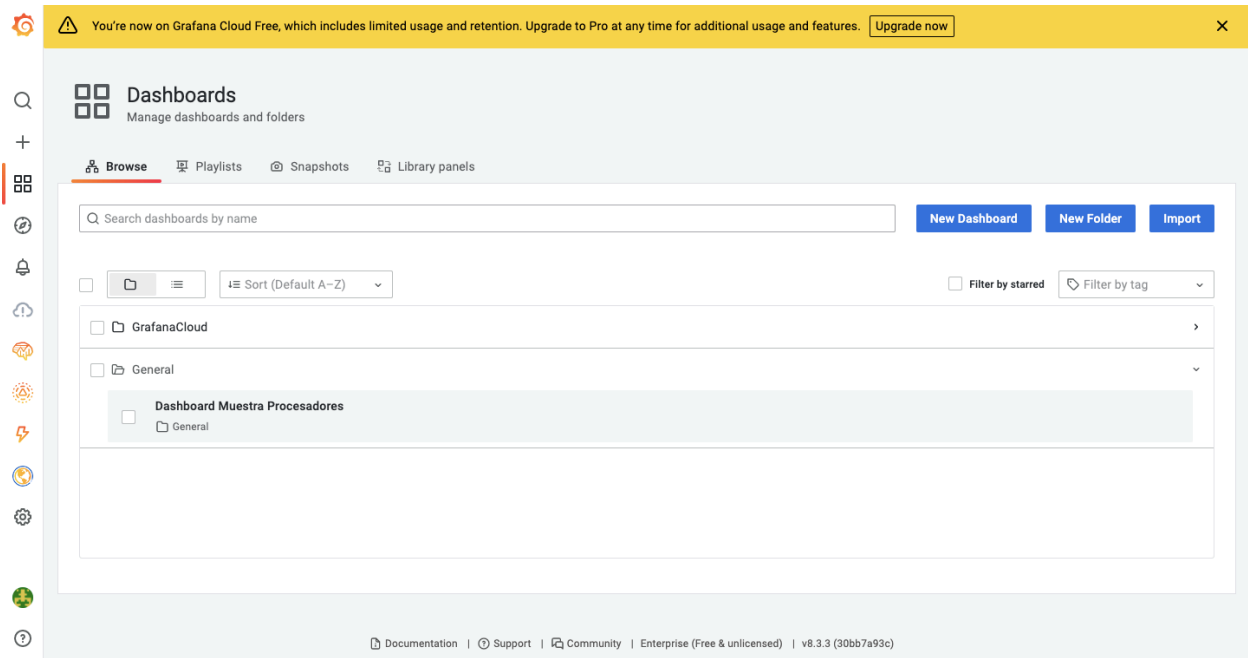 You're now on Grafana Cloud Free, which includes limited usage and retention. Upgrade to Pro at any time for additional usage and features. Upgrade now
Dashboards
Manage dashboards and folders
Browse Playlists Snapshots Library panels
Search dashboards by name New Dashboard New Folder Import
Sort (Default A–Z) Filter by starred Filter by tag
GrafanaCloud
General
Dashboard Muestra Procesadores
General
Documentation | Support | Community | Enterprise (Free & unlicensed) | v8.3.3 (30bb7a93c)